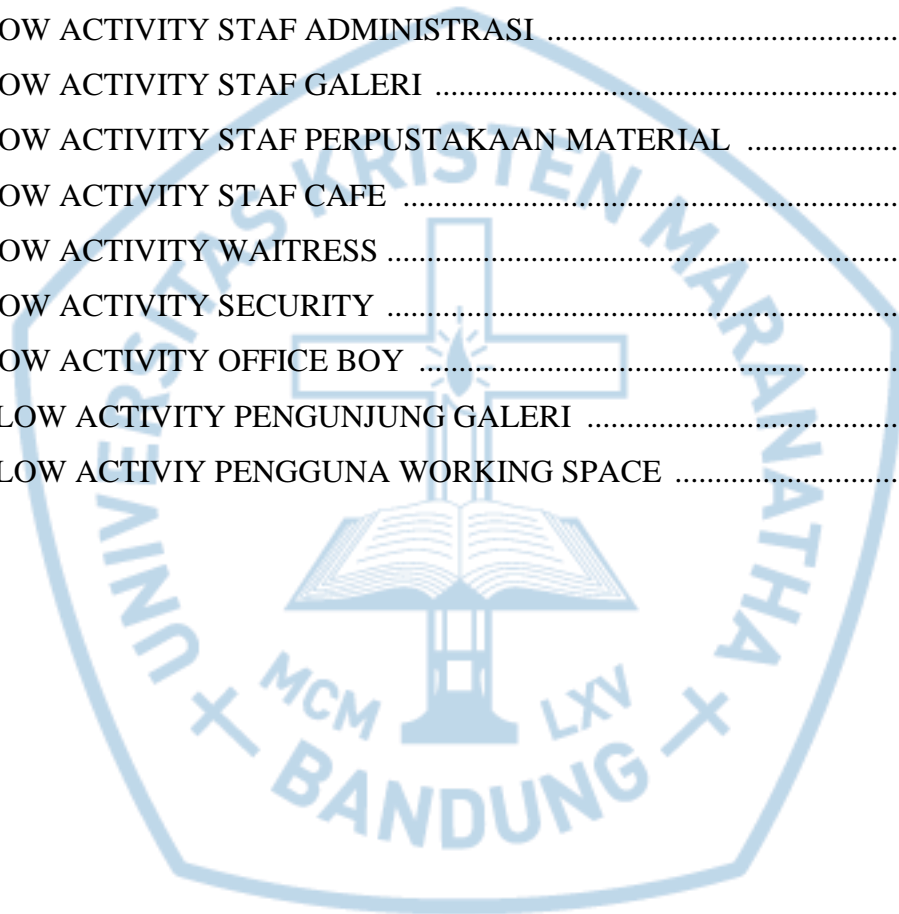 OW ACTIVITY STAF ADMINISTRASI ..........................................
OW ACTIVITY STAF GALERI ........................................................
OW ACTIVITY STAF PERPUSTAKAAN MATERIAL ...................
OW ACTIVITY STAF CAFE ............................................................
OW ACTIVITY WAITRESS ..............................................................
OW ACTIVITY SECURITY ..............................................................
OW ACTIVITY OFFICE BOY .........................................................
LOW ACTIVITY PENGUNJUNG GALERI .....................................
LOW ACTIVIY PENGGUNA WORKING SPACE ...........................
UNIVERSITAS KRISTEN MARANATHA
MCM LXV
BANDUNG